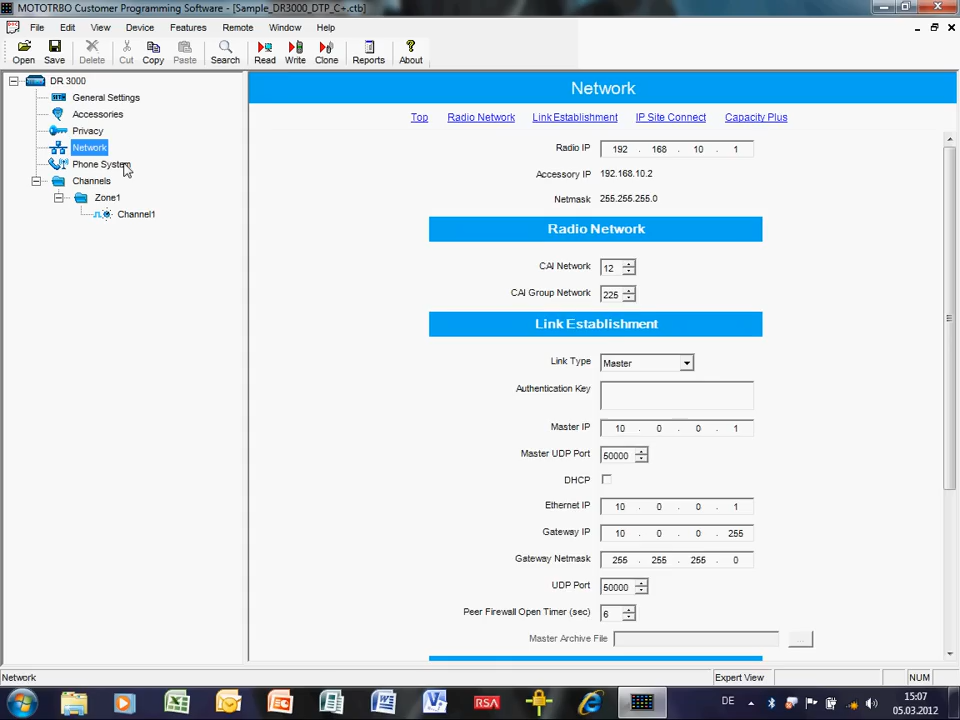 MOTOTRBO Customer Programming Software - [Sample_DR3000_DTP_C+.ctb]
File Edit View Device Features Remote Window Help
Open Save Delete Cut Copy Paste Search Read Write Clone Reports About
DR 3000
General Settings
Accessories
Privacy
Network
Phone System
Channels
Zone1
Channel1
Network
Top Radio Network Link Establishment IP Site Connect Capacity Plus
Radio IP 192 . 168 . 10 . 1
Accessory IP 192.168.10.2
Netmask 255.255.255.0
Radio Network
CAI Network 12
CAI Group Network 225
Link Establishment
Link Type Master
Authentication Key
Master IP 10 . 0 . 0 . 1
Master UDP Port 50000
DHCP
Ethernet IP 10 . 0 . 0 . 1
Gateway IP 10 . 0 . 0 . 255
Gateway Netmask 255 . 255 . 255 . 0
UDP Port 50000
Peer Firewall Open Timer (sec) 6
Master Archive File ...
Network Expert View NUM
RSA DE 15:07
05.03.2012